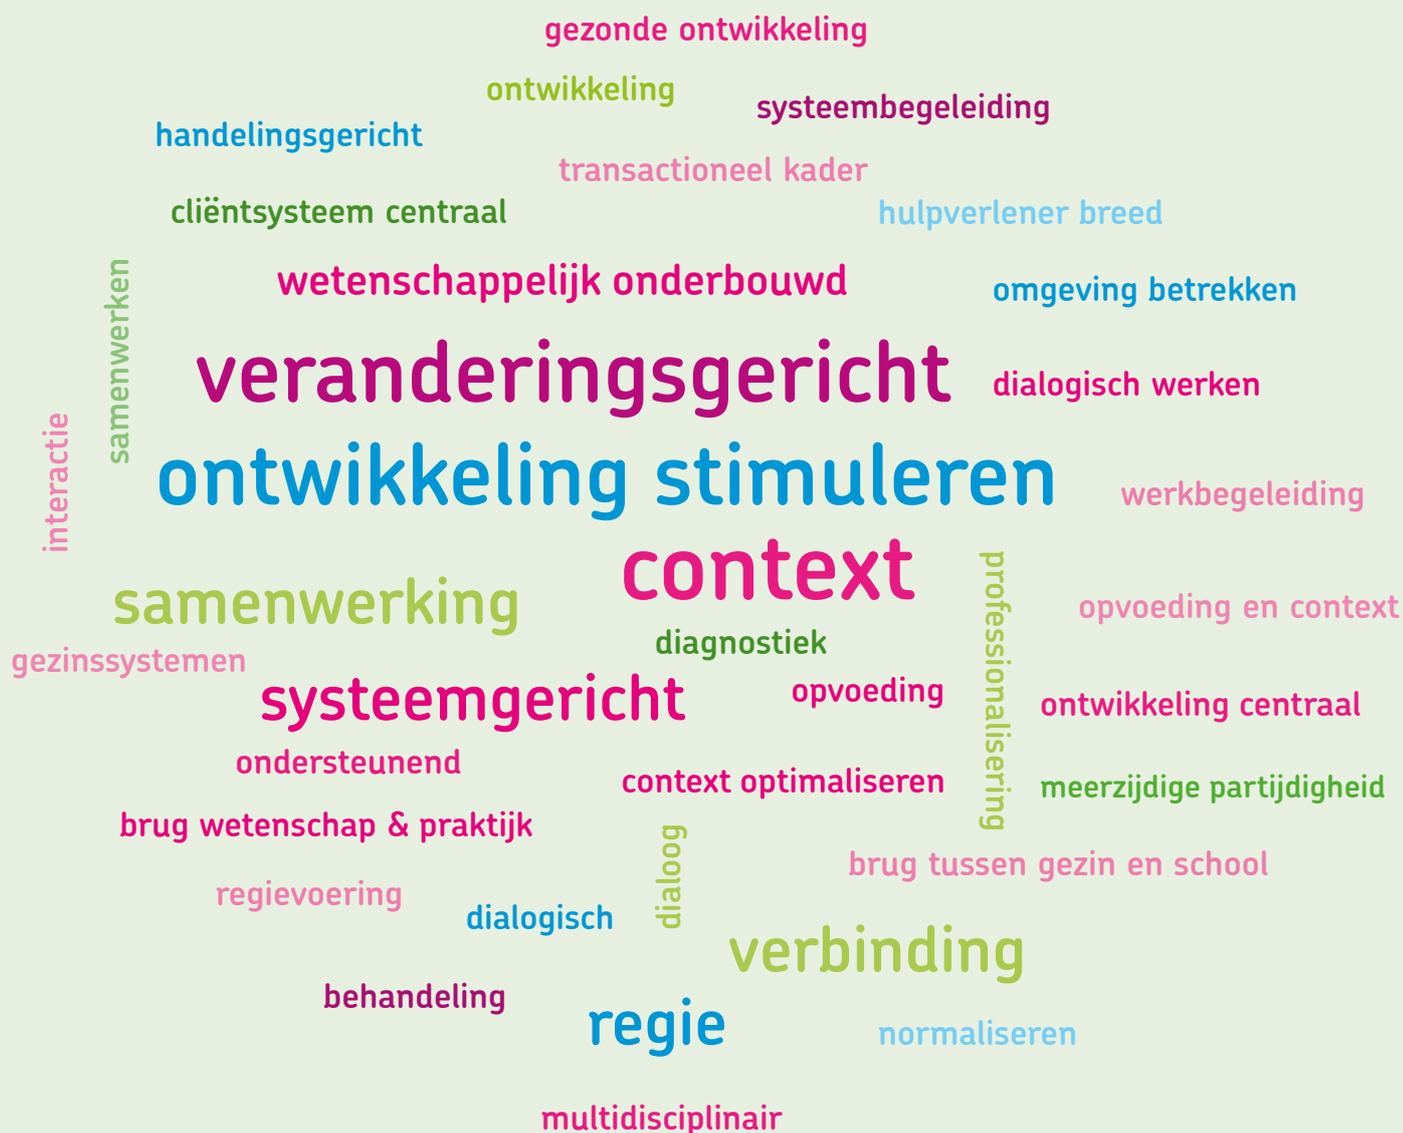 gezonde ontwikkeling
ontwikkeling
systeembegeleiding
handelingsgericht
transactioneel kader
cliëntsysteem centraal
hulpverlener breed
wetenschappelijk onderbouwd
omgeving betrekken
samenwerken
veranderingsgericht
dialogisch werken
interactie
ontwikkeling stimuleren
werkbegeleiding
context
professionalisering
samenwerking
opvoeding en context
diagnostiek
gezinssystemen
systeemgericht
opvoeding
ontwikkeling centraal
ondersteunend
context optimaliseren
meerzijdige partijdigheid
brug wetenschap & praktijk
dialoog
brug tussen gezin en school
regievoering
dialogisch
verbinding
behandeling
regie
normaliseren
multidisciplinair